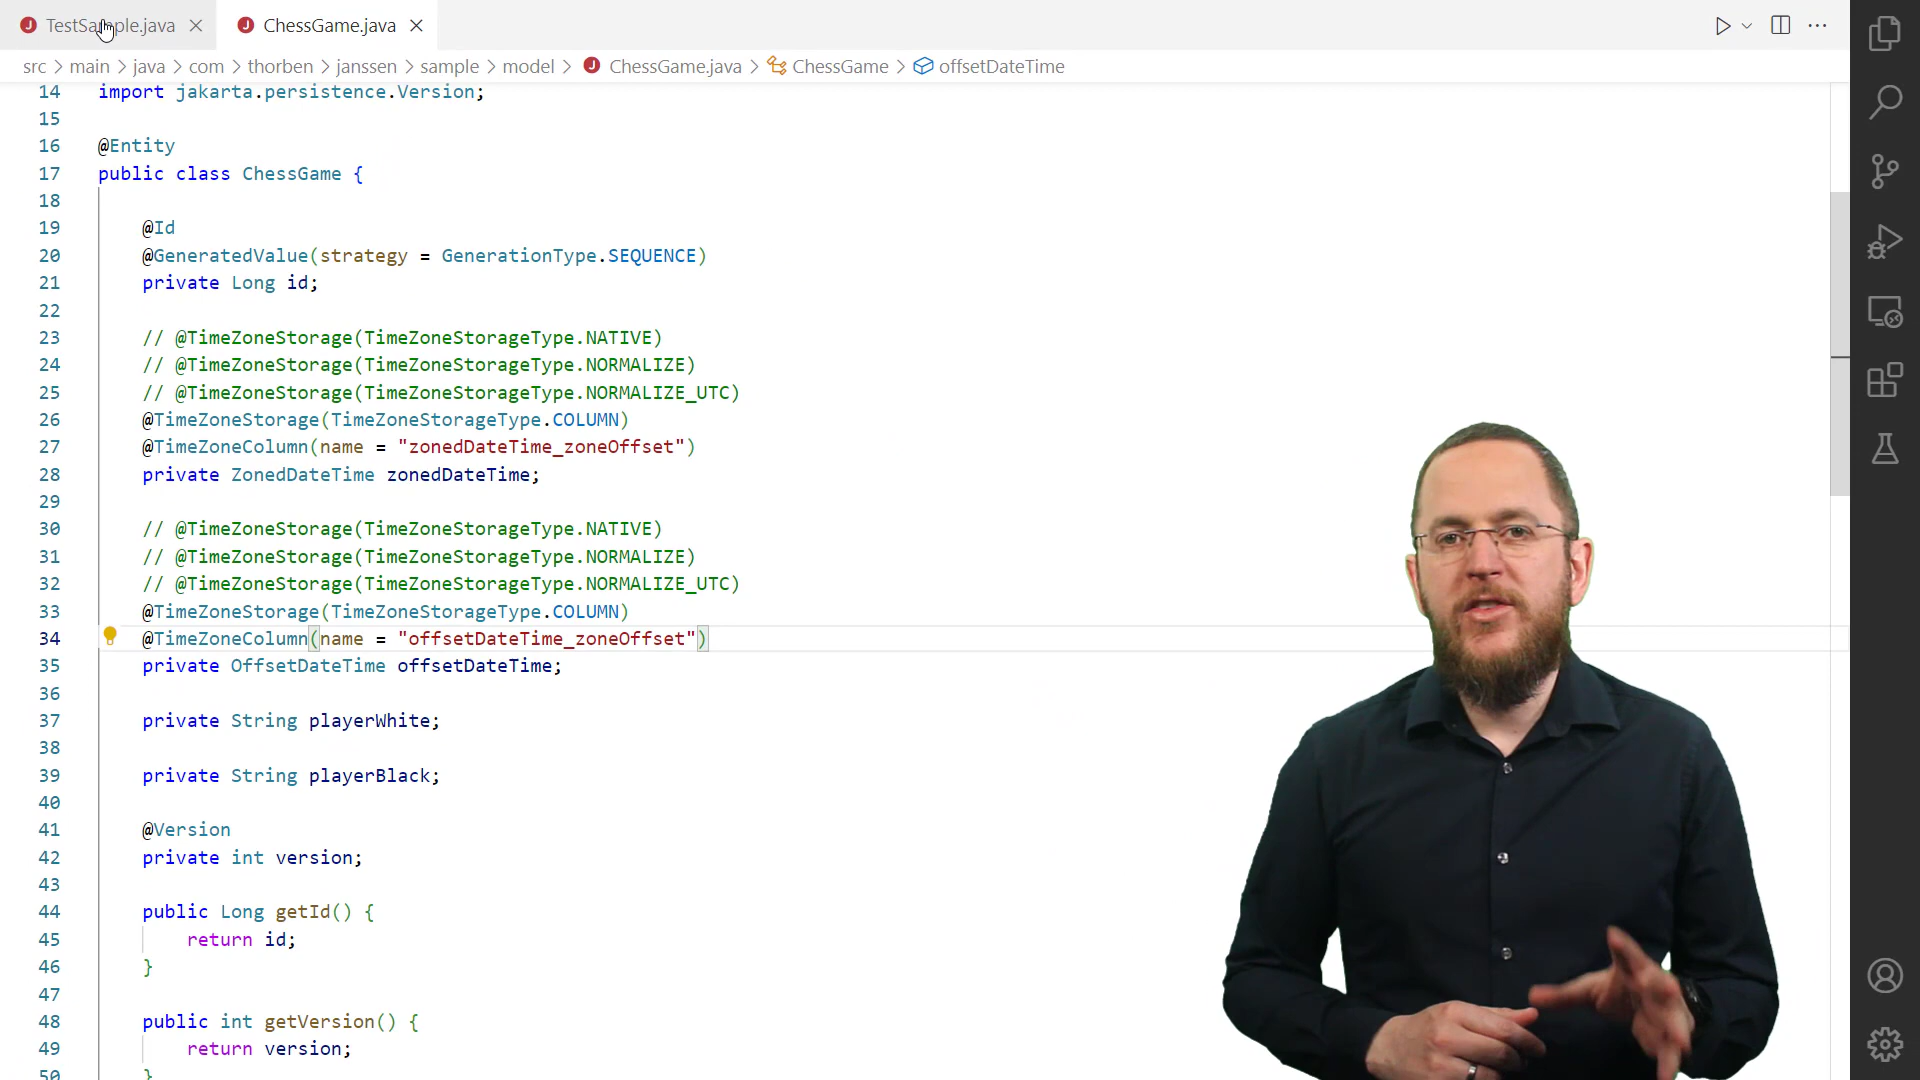 TestSample.java
ChessGame.java
src > main > java > com > thorben > janssen > sample > model > ChessGame.java > ChessGame > offsetDateTime
14 import jakarta.persistence.Version;
15
16 @Entity
17 public class ChessGame {
18
19 @Id
20 @GeneratedValue(strategy = GenerationType.SEQUENCE)
21 private Long id;
22
23 // @TimeZoneStorage(TimeZoneStorageType.NATIVE)
24 // @TimeZoneStorage(TimeZoneStorageType.NORMALIZE)
25 // @TimeZoneStorage(TimeZoneStorageType.NORMALIZE_UTC)
26 @TimeZoneStorage(TimeZoneStorageType.COLUMN)
27 @TimeZoneColumn(name = "zonedDateTime_zoneOffset")
28 private ZonedDateTime zonedDateTime;
29
30 // @TimeZoneStorage(TimeZoneStorageType.NATIVE)
31 // @TimeZoneStorage(TimeZoneStorageType.NORMALIZE)
32 // @TimeZoneStorage(TimeZoneStorageType.NORMALIZE_UTC)
33 @TimeZoneStorage(TimeZoneStorageType.COLUMN)
34 @TimeZoneColumn(name = "offsetDateTime_zoneOffset")
35 private OffsetDateTime offsetDateTime;
36
37 private String playerWhite;
38
39 private String playerBlack;
40
41 @Version
42 private int version;
43
44 public Long getId() {
45 return id;
46 }
47
48 public int getVersion() {
49 return version;
50 }